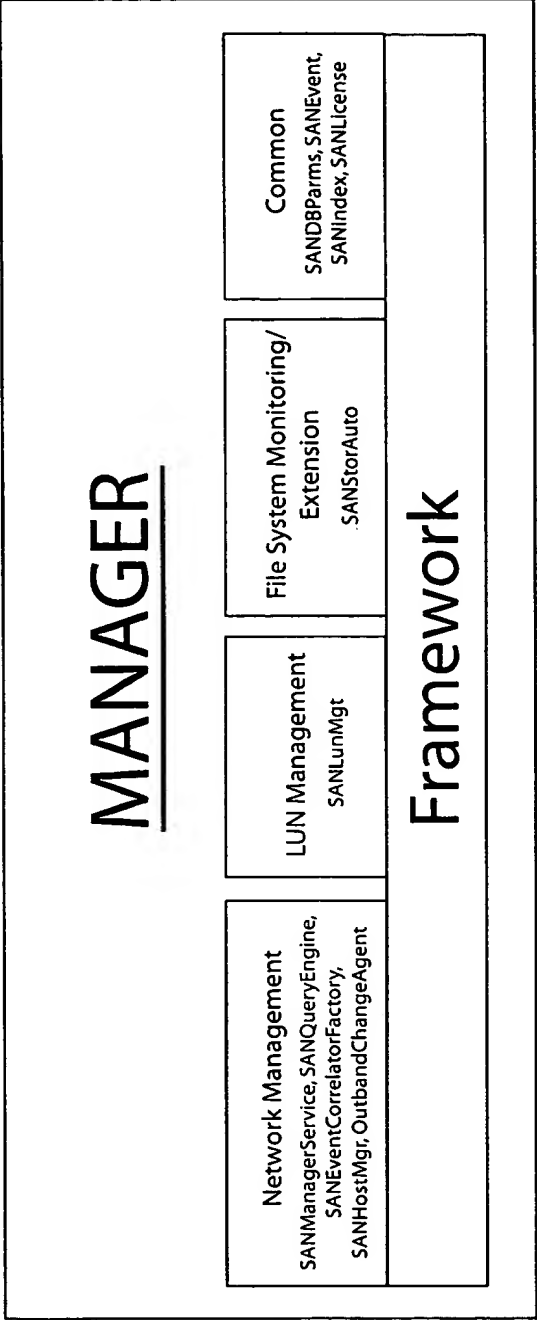 MANAGER
Network Management
SANManagerService, SANQueryEngine,
SANEventCorrelatorFactory,
SANHostMgr, OutbandChangeAgent
LUN Management
SANLunMgt
File System Monitoring/
Extension
SANStorAuto
Common
SANDBParms, SANEvent,
SANIndex, SANLicense
Framework